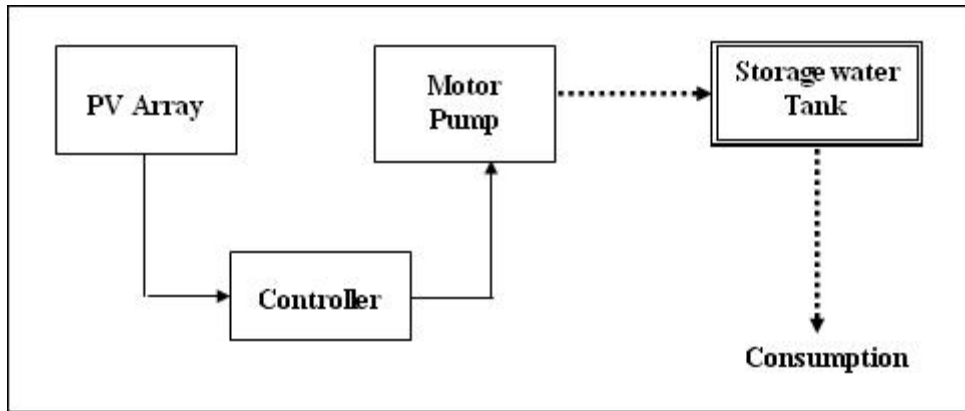 PV Array
Motor
Pump
Storage water
Tank
Controller
Consumption